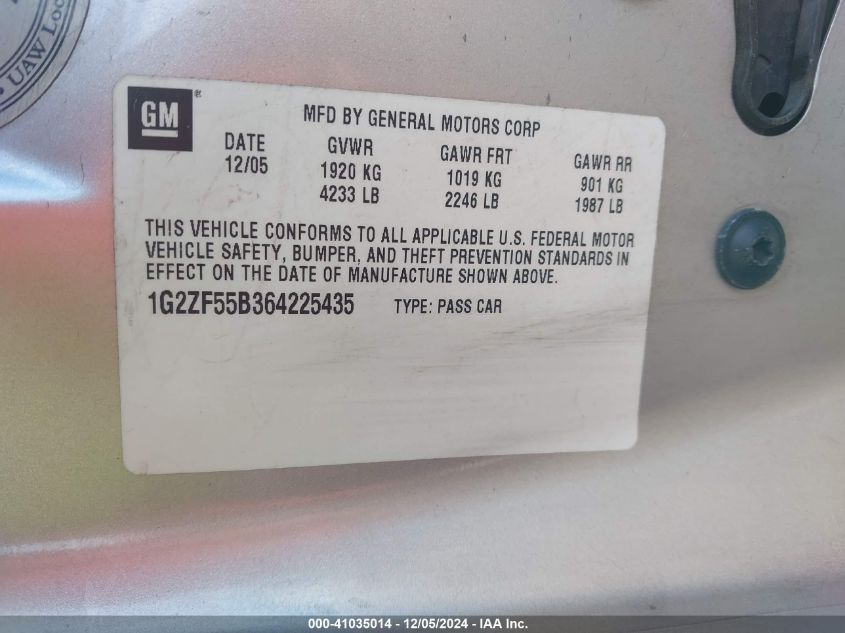 UAW Loc
GM®
MFD BY GENERAL MOTORS CORP
DATE GVWR GAWR FRT GAWR RR
12/05 1920 KG 1019 KG 901 KG
4233 LB 2246 LB 1987 LB
THIS VEHICLE CONFORMS TO ALL APPLICABLE U.S. FEDERAL MOTOR
VEHICLE SAFETY, BUMPER, AND THEFT PREVENTION STANDARDS IN
EFFECT ON THE DATE OF MANUFACTURE SHOWN ABOVE.
1G2ZF55B364225435 TYPE: PASS CAR
000-41035014 - 12/05/2024 - IAA Inc.